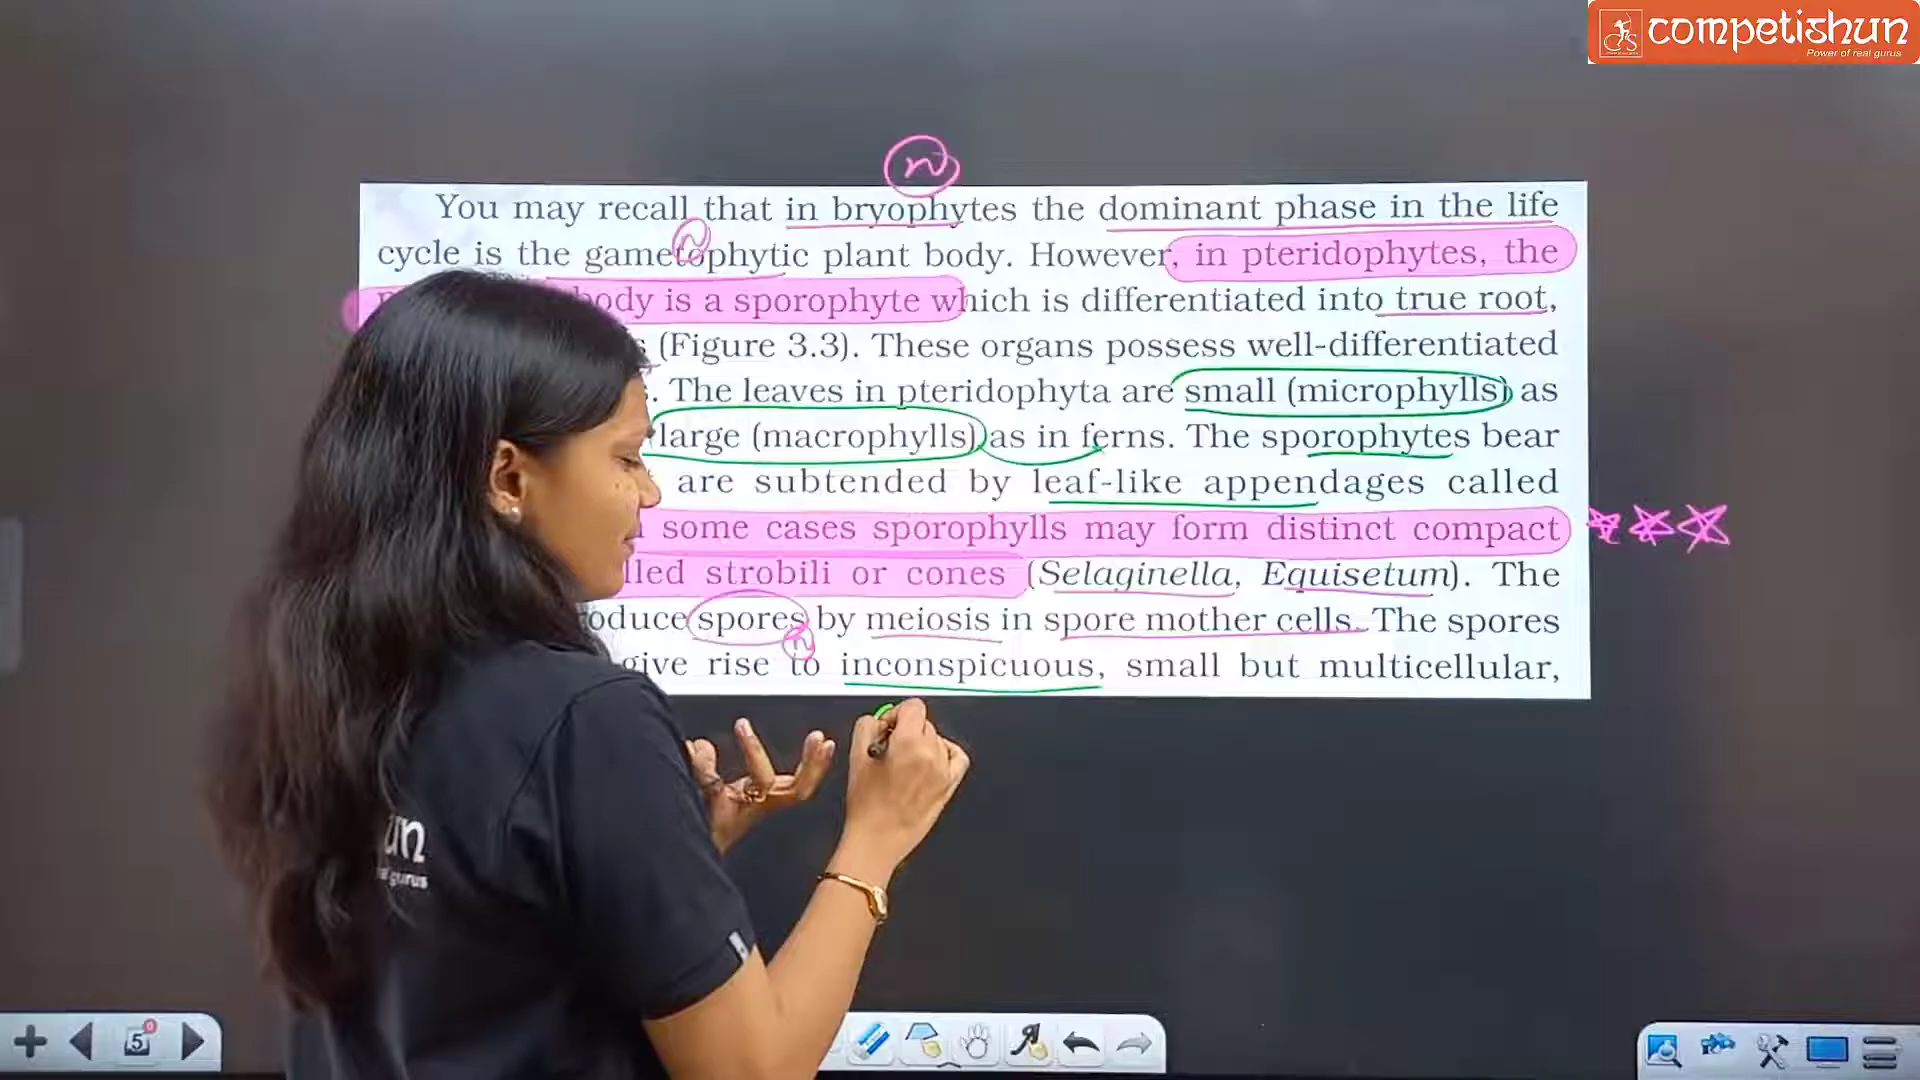 competishun
Power of real gurus
n
You may recall that in bryophytes the dominant phase in the life
n
cycle is the gametophytic plant body. However, in pteridophytes, the
body is a sporophyte which is differentiated into true root,
(Figure 3.3). These organs possess well-differentiated
. The leaves in pteridophyta are small (microphylls) as
large (macrophylls) as in ferns. The sporophytes bear
are subtended by leaf-like appendages called
some cases sporophylls may form distinct compact
lled strobili or cones (Selaginella, Equisetum). The
oduce spores by meiosis in spore mother cells. The spores
n
give rise to inconspicuous, small but multicellular,
un
al gurus
5
0